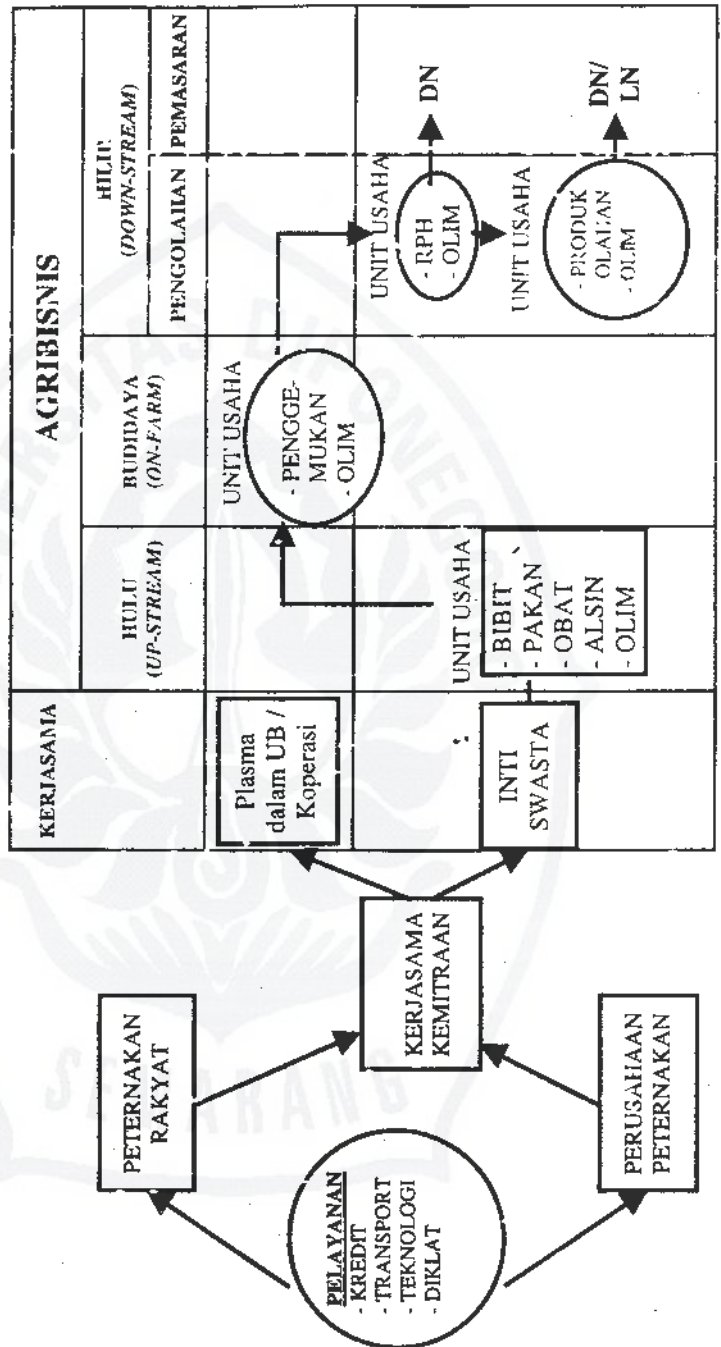 AGRIBISNIS
KERJASAMA
HULU
(UP-STREAM)
BUDIDAYA
(ON-FARM)
HILIR
(DOWN-STREAM)
PENGOLAHAN
PEMASARAN
PETERNAKAN
RAKYAT
PELAYANAN
- KREDIT
- TRANSPORT
- TEKNOLOGI
- DIKLAT
PERUSAHAAN
PETERNAKAN
KERJASAMA
KEMITRAAN
Plasma
dalam UB /
Koperasi
INTI
SWASTA
UNIT USAHA
- BIBIT
- PAKAN
- OBAT
- ALSIN
- OLIM
UNIT USAHA
- PENGGE-
MUKAN
- OLIM
UNIT USAHA
- RPH
- OLIM
DN
UNIT USAHA
- PRODUK
OLAHAN
- OLIM
DN/
LN
SEMARANG